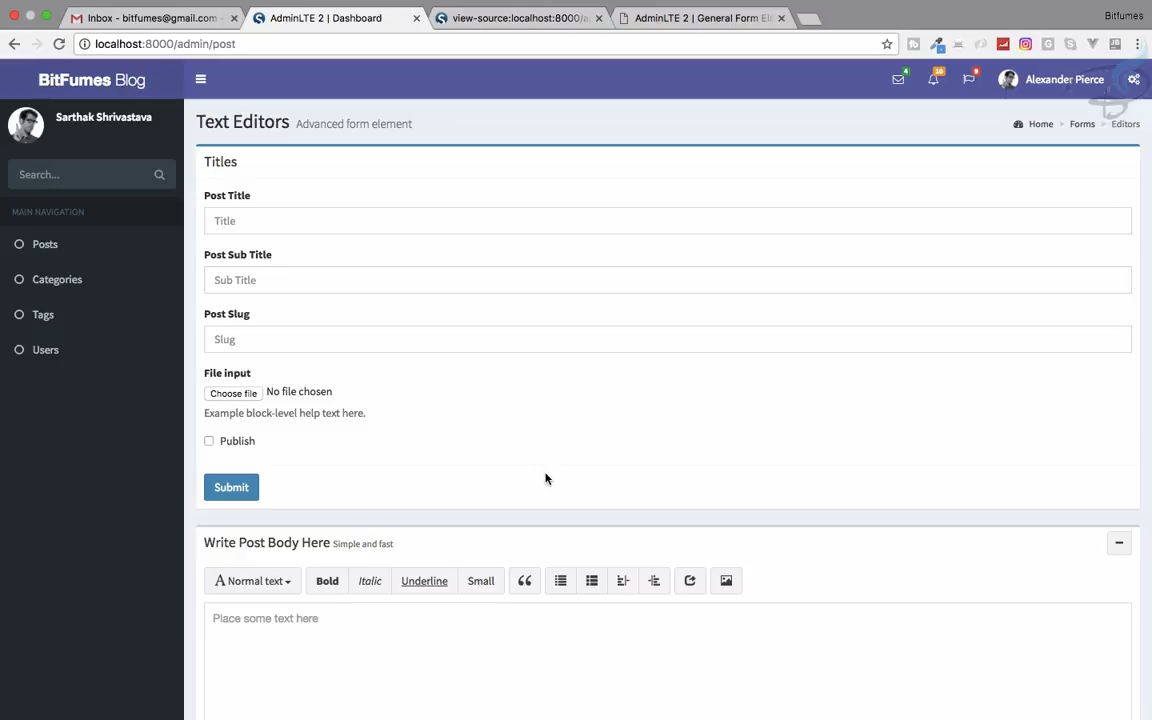 Inbox - bitfumes@gmail.com
AdminLTE 2 | Dashboard
view-source:localhost:8000/a
AdminLTE 2 | General Form El
Bitfumes
localhost:8000/admin/post
BitFumes Blog
4
10
9
Alexander Pierce
Sarthak Shrivastava
Text Editors Advanced form element
Home > Forms > Editors
Search...
MAIN NAVIGATION
Posts
Categories
Tags
Users
Titles
Post Title
Title
Post Sub Title
Sub Title
Post Slug
Slug
File input
Choose file No file chosen
Example block-level help text here.
Publish
Submit
Write Post Body Here Simple and fast
A Normal text
Bold
Italic
Underline
Small
Place some text here